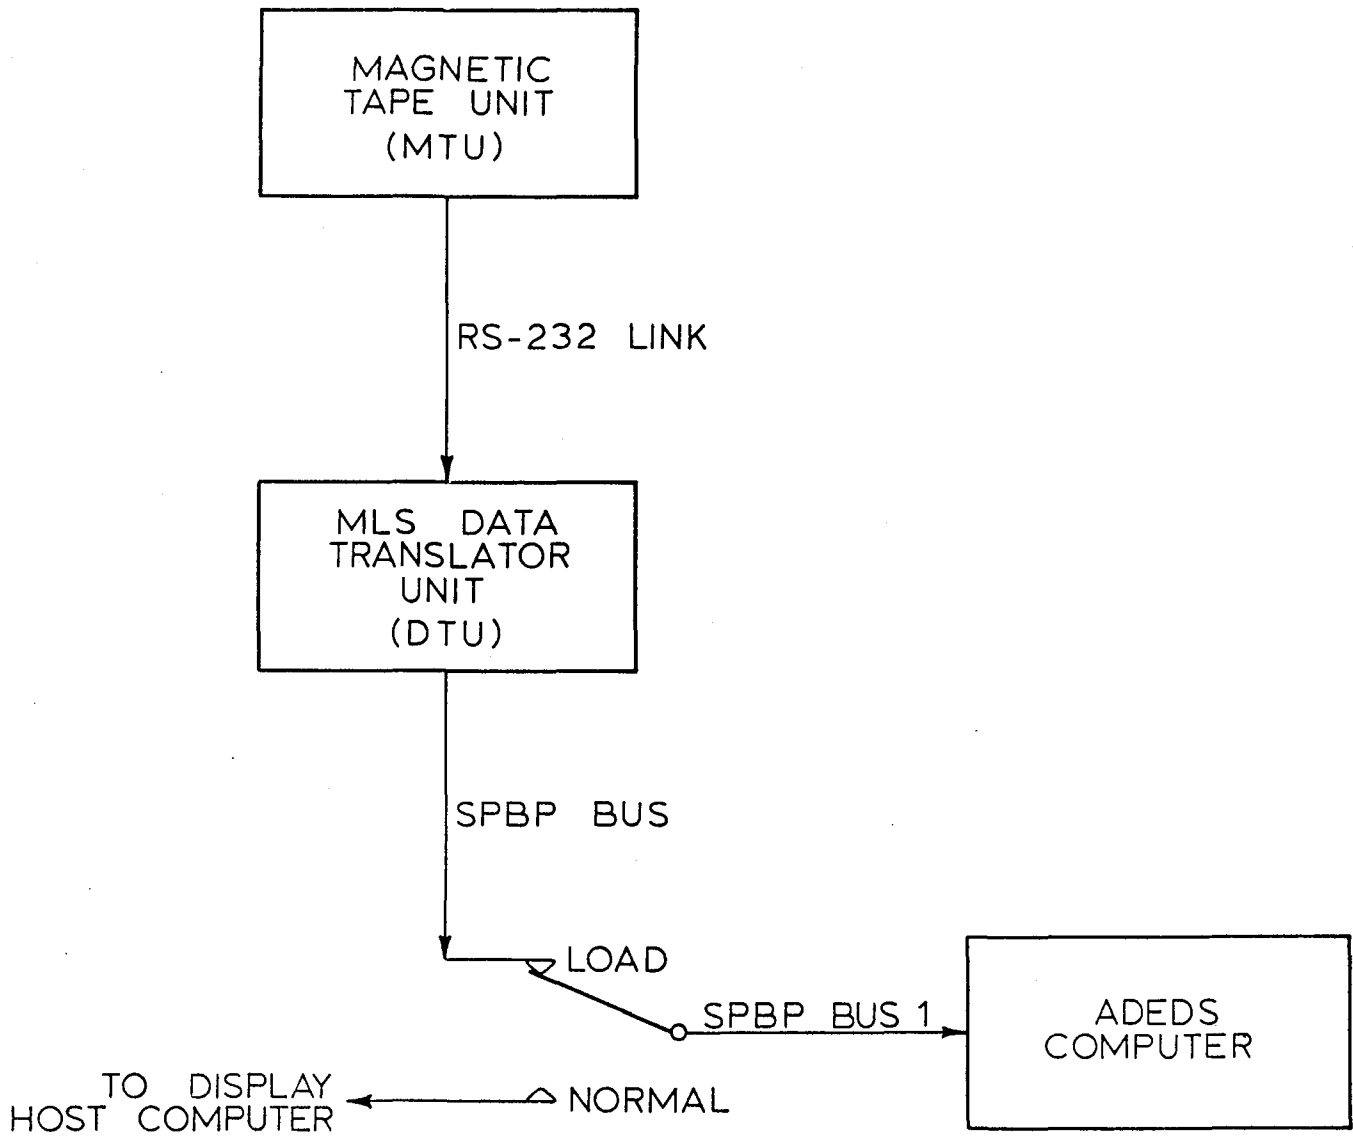 MAGNETIC
TAPE UNIT
(MTU)
RS-232 LINK
MLS DATA
TRANSLATOR
UNIT
(DTU)
SPBP BUS
LOAD
SPBP BUS 1
ADEDS
COMPUTER
NORMAL
TO DISPLAY
HOST COMPUTER